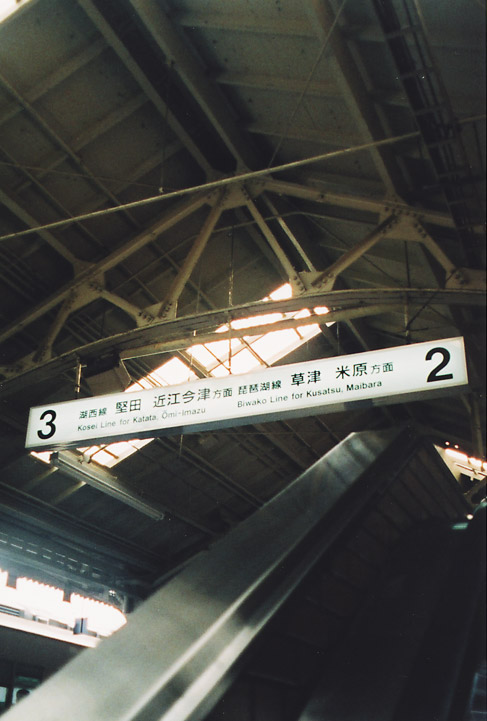 3 湖西線 堅田 近江今津方面 琵琶湖線 草津 米原方面 2
Kosei Line for Katata, Ōmi-Imazu Biwako Line for Kusatsu, Maibara